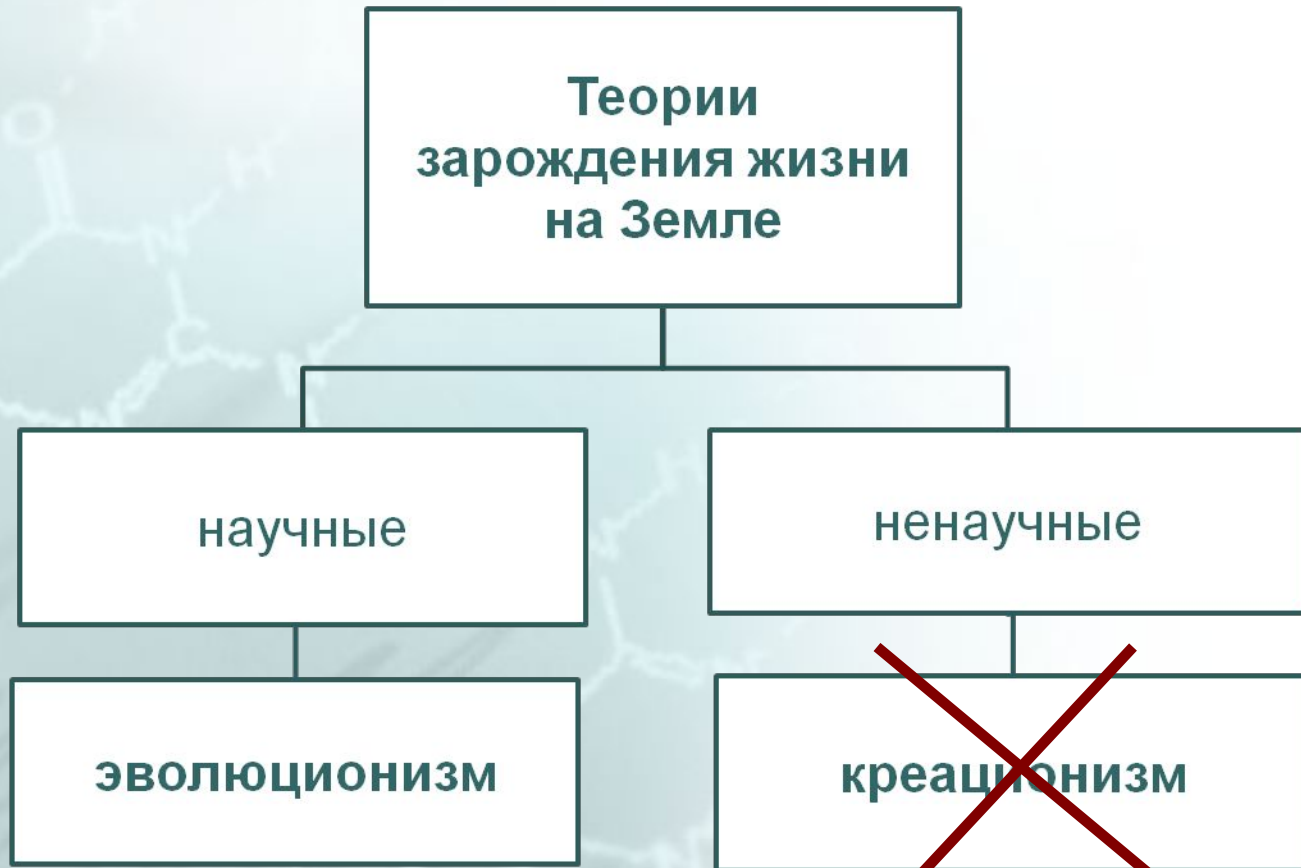 Теории
зарождения жизни
на Земле
научные
ненаучные
эволюционизм
креационизм